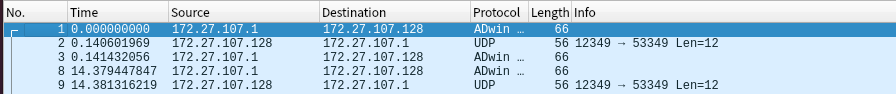 No. Time Source Destination Protocol Length Info
1 0.000000000 172.27.107.1 172.27.107.128 ADwin … 66
2 0.140601969 172.27.107.128 172.27.107.1 UDP 56 12349 → 53349 Len=12
3 0.141432056 172.27.107.1 172.27.107.128 ADwin … 66
8 14.379447847 172.27.107.1 172.27.107.128 ADwin … 66
9 14.381316219 172.27.107.128 172.27.107.1 UDP 56 12349 → 53349 Len=12